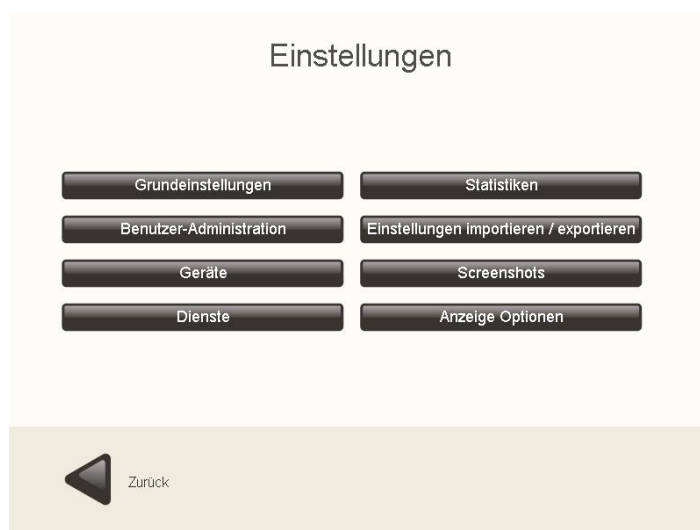 Einstellungen
Grundeinstellungen
Statistiken
Benutzer-Administration
Einstellungen importieren / exportieren
Geräte
Screenshots
Dienste
Anzeige Optionen
Zurück